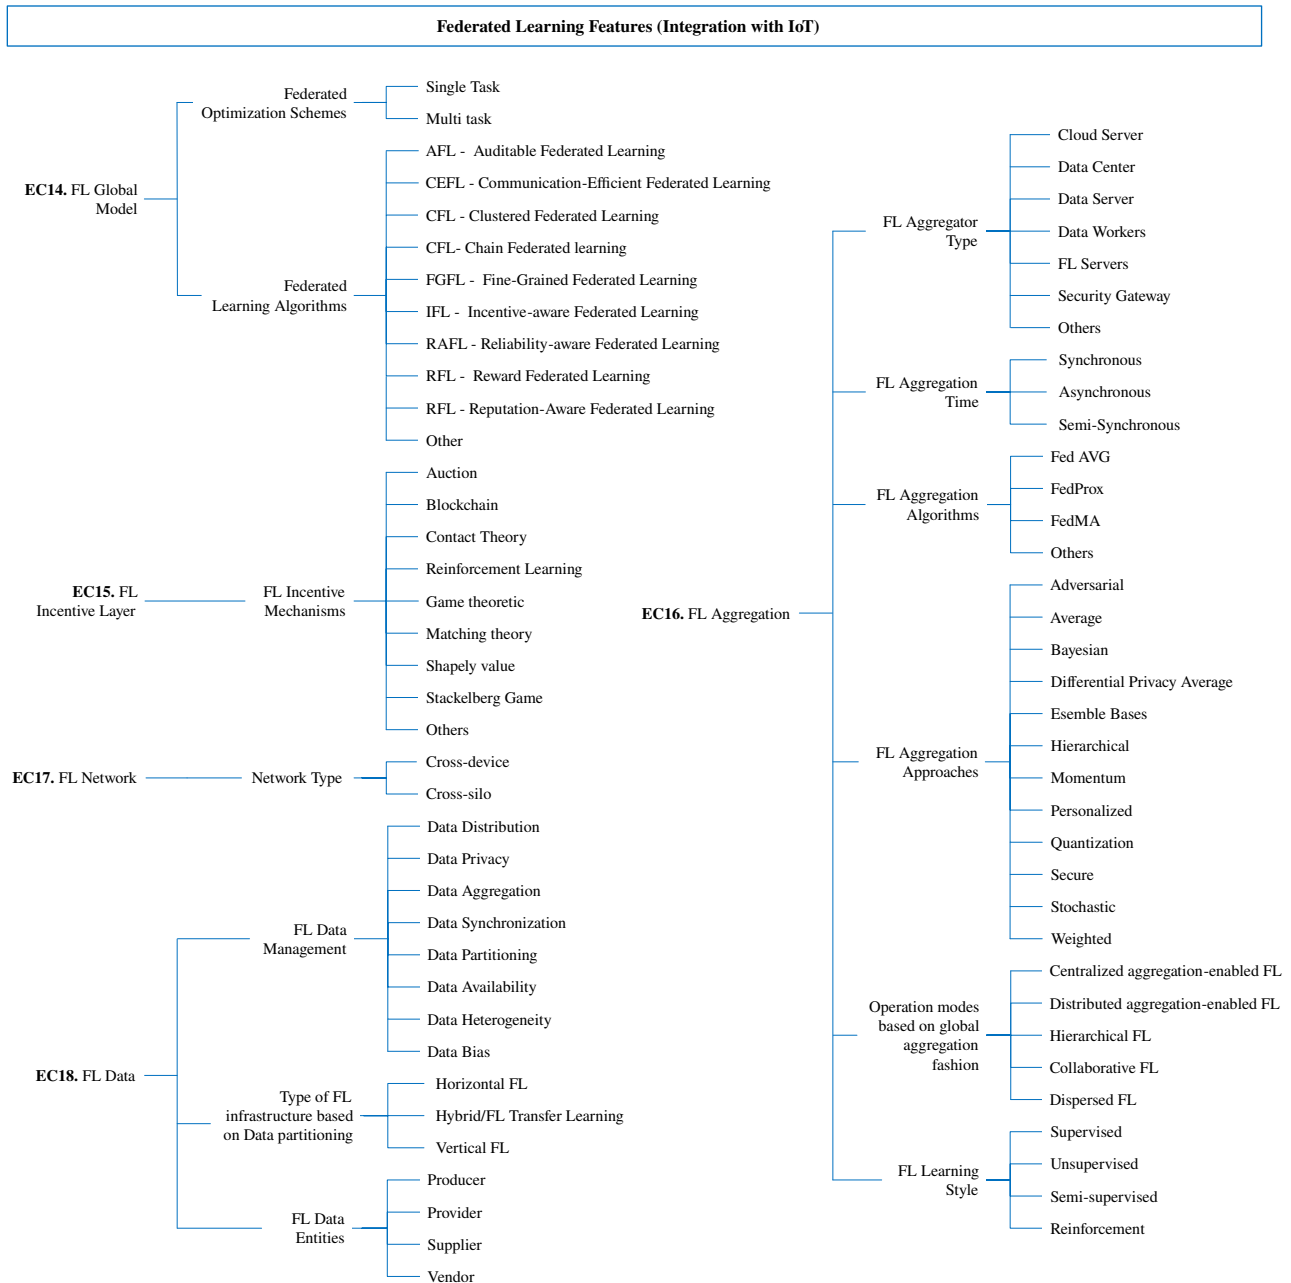 Federated Learning Features (Integration with IoT)
EC14. FL Global
Model
Federated
Optimization Schemes
Single Task
Multi task
Federated
Learning Algorithms
AFL - Auditable Federated Learning
CEFL - Communication-Efficient Federated Learning
CFL - Clustered Federated Learning
CFL- Chain Federated learning
FGFL - Fine-Grained Federated Learning
IFL - Incentive-aware Federated Learning
RAFL - Reliability-aware Federated Learning
RFL - Reward Federated Learning
RFL - Reputation-Aware Federated Learning
Other
EC15. FL
Incentive Layer
FL Incentive
Mechanisms
Auction
Blockchain
Contact Theory
Reinforcement Learning
Game theoretic
Matching theory
Shapely value
Stackelberg Game
Others
EC17. FL Network
Network Type
Cross-device
Cross-silo
EC18. FL Data
FL Data
Management
Data Distribution
Data Privacy
Data Aggregation
Data Synchronization
Data Partitioning
Data Availability
Data Heterogeneity
Data Bias
Type of FL
infrastructure based
on Data partitioning
Horizontal FL
Hybrid/FL Transfer Learning
Vertical FL
FL Data
Entities
Producer
Provider
Supplier
Vendor
EC16. FL Aggregation
FL Aggregator
Type
Cloud Server
Data Center
Data Server
Data Workers
FL Servers
Security Gateway
Others
FL Aggregation
Time
Synchronous
Asynchronous
Semi-Synchronous
FL Aggregation
Algorithms
Fed AVG
FedProx
FedMA
Others
FL Aggregation
Approaches
Adversarial
Average
Bayesian
Differential Privacy Average
Esemble Bases
Hierarchical
Momentum
Personalized
Quantization
Secure
Stochastic
Weighted
Operation modes
based on global
aggregation
fashion
Centralized aggregation-enabled FL
Distributed aggregation-enabled FL
Hierarchical FL
Collaborative FL
Dispersed FL
FL Learning
Style
Supervised
Unsupervised
Semi-supervised
Reinforcement